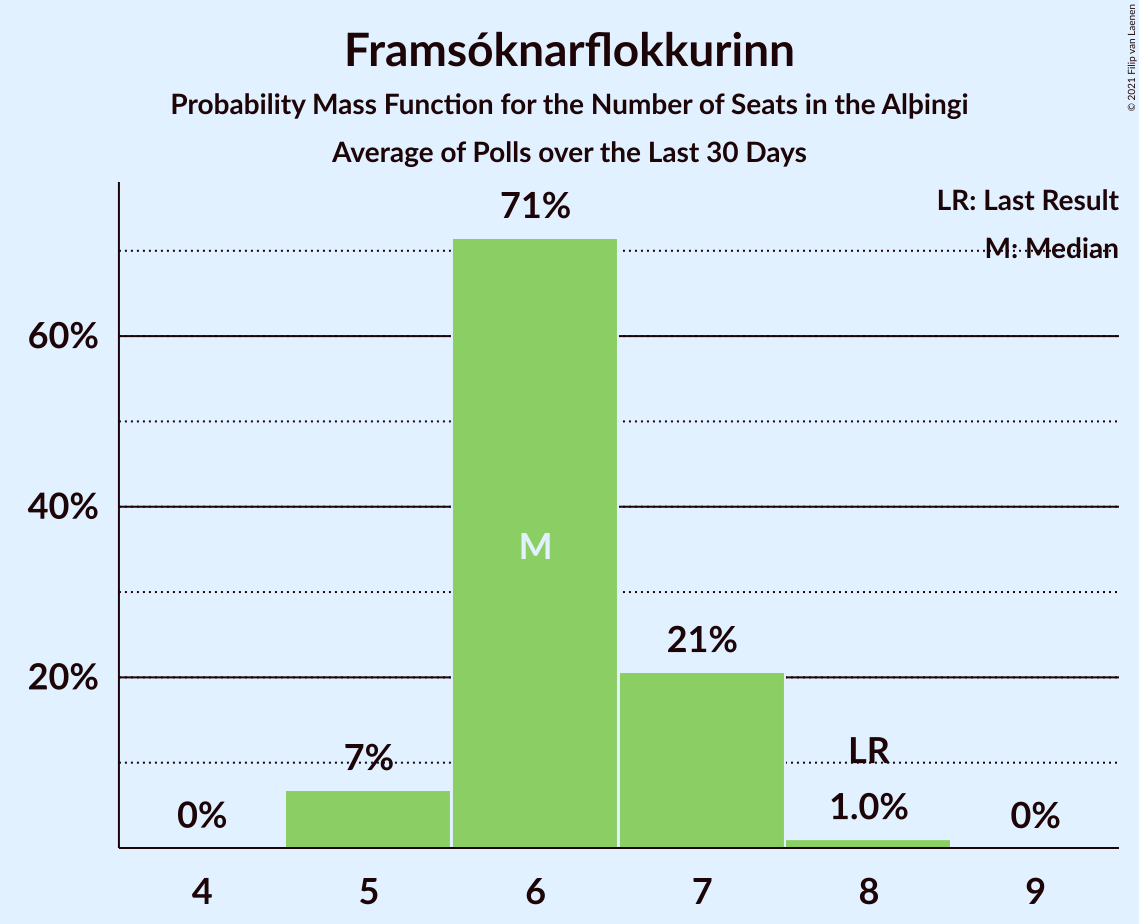 Framsóknarflokkurinn
Probability Mass Function for the Number of Seats in the Alþingi
Average of Polls over the Last 30 Days
© 2021 Filip van Laenen
LR: Last Result
M: Median
71%
60%
40%
M
21%
20%
7%
LR
0%
1.0%
0%
4 5 6 7 8 9